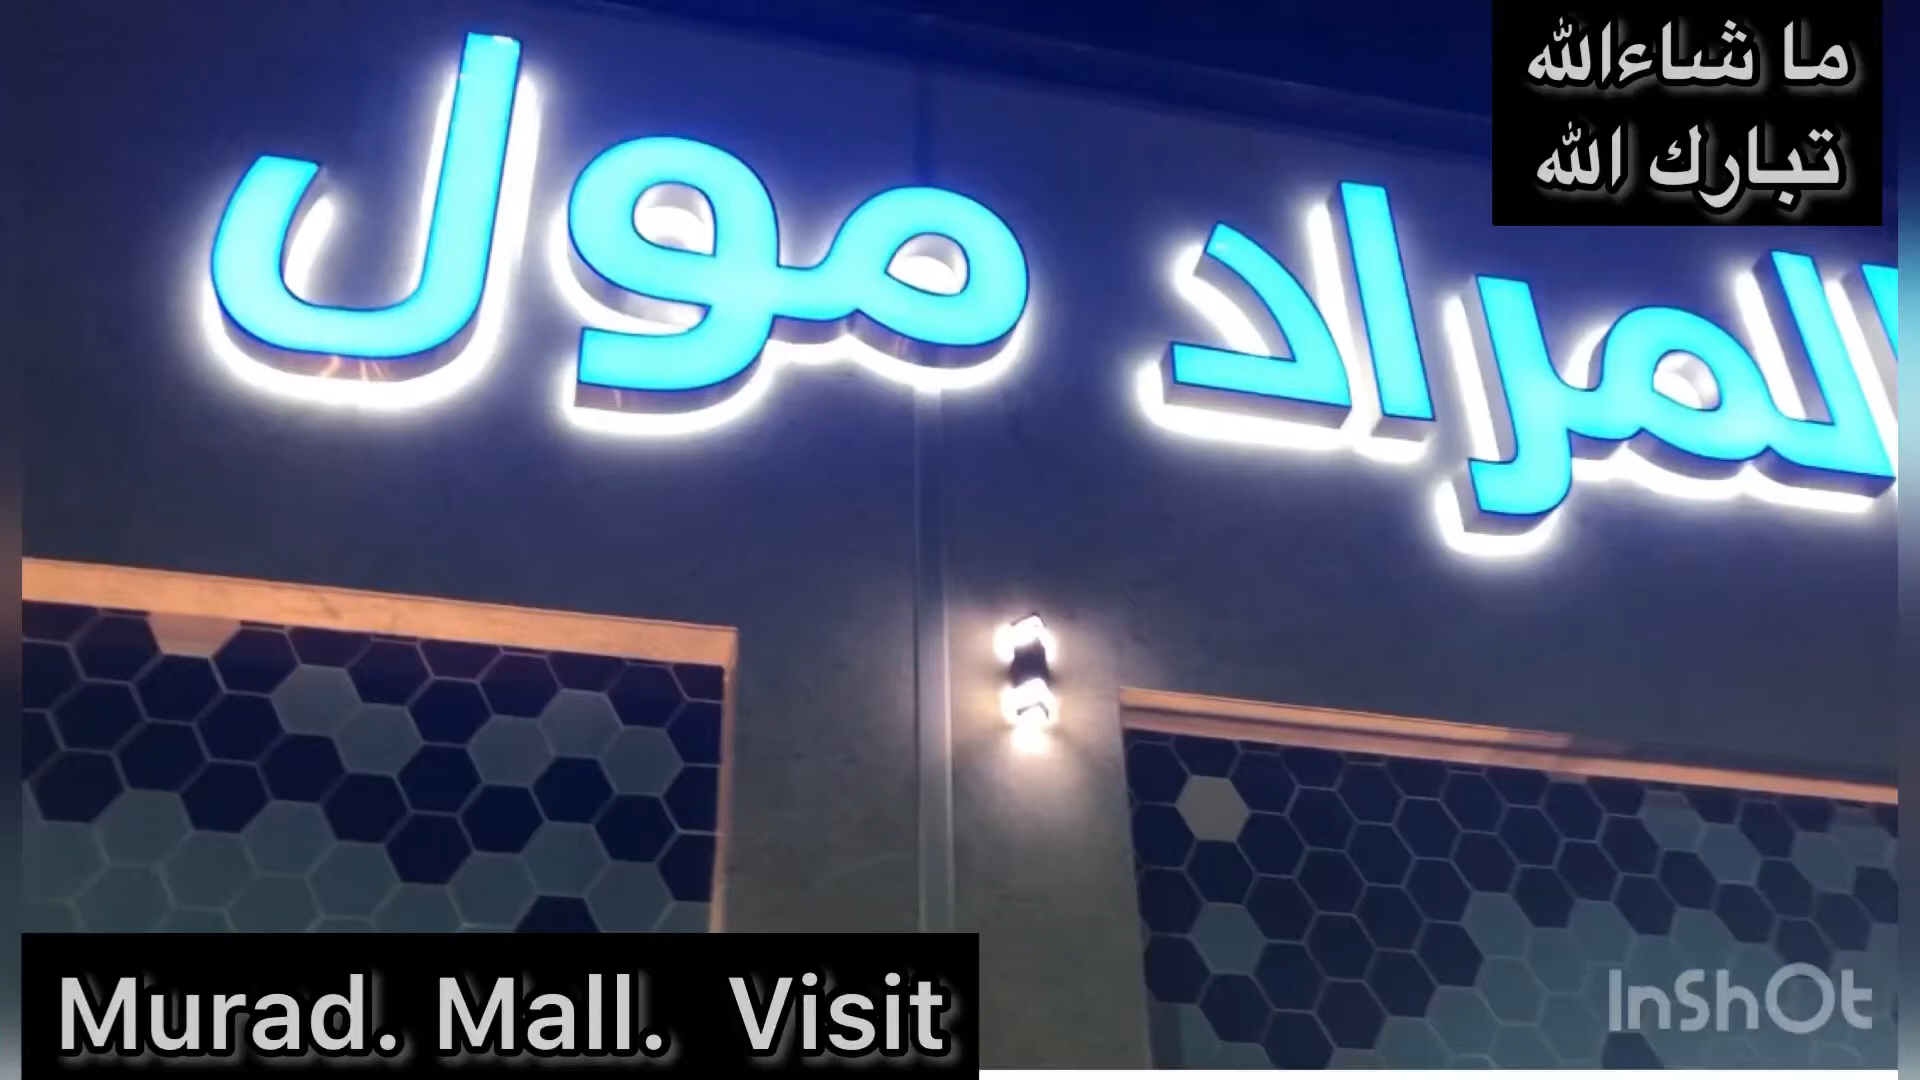 ما شاءالله
تبارك الله
المراد مول
Murad. Mall.  Visit
InShOt